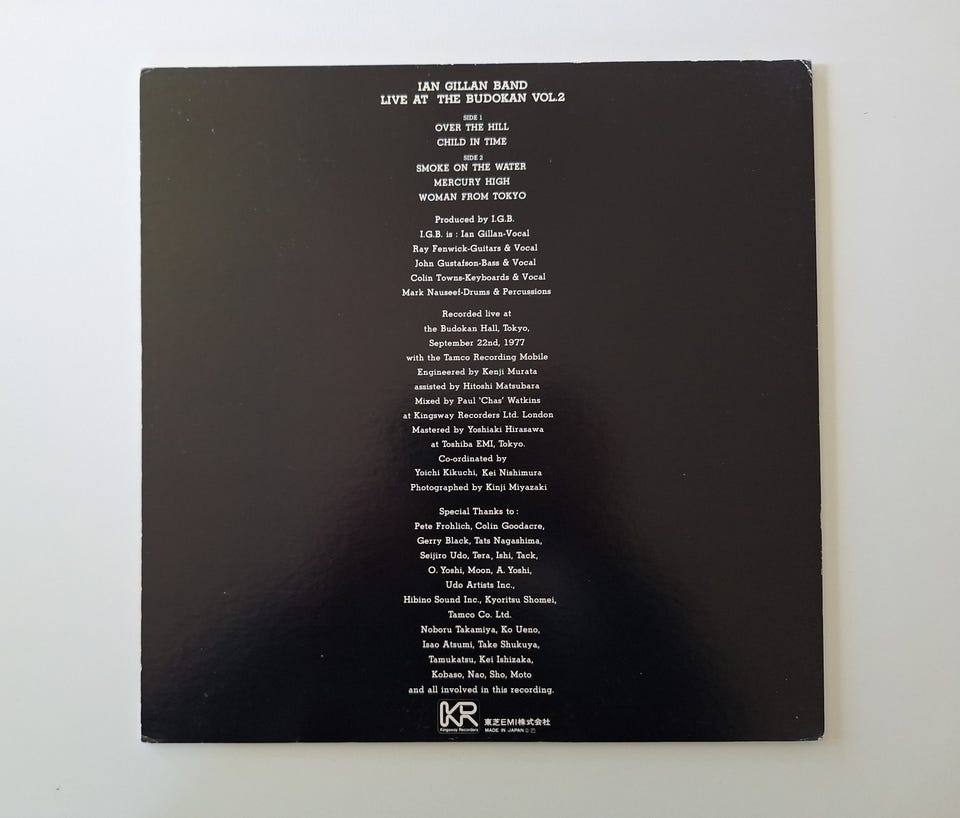 IAN GILLAN BAND
LIVE AT THE BUDOKAN VOL.2
SIDE 1
OVER THE HILL
CHILD IN TIME
SIDE 2
SMOKE ON THE WATER
MERCURY HIGH
WOMAN FROM TOKYO
Produced by I.G.B.
I.G.B. is : Ian Gillan-Vocal
Ray Fenwick-Guitars & Vocal
John Gustafson-Bass & Vocal
Colin Towns-Keyboards & Vocal
Mark Nauseef-Drums & Percussions
Recorded live at
the Budokan Hall, Tokyo,
September 22nd, 1977
with the Tamco Recording Mobile
Engineered by Kenji Murata
assisted by Hitoshi Matsubara
Mixed by Paul 'Chas' Watkins
at Kingsway Recorders Ltd. London
Mastered by Yoshiaki Hirasawa
at Toshiba EMI, Tokyo.
Co-ordinated by
Yoichi Kikuchi, Kei Nishimura
Photographed by Kinji Miyazaki
Special Thanks to :
Pete Frohlich, Colin Goodacre,
Gerry Black, Tats Nagashima,
Seijiro Udo, Tera, Ishi, Tack,
O. Yoshi, Moon, A. Yoshi,
Udo Artists Inc.,
Hibino Sound Inc., Kyoritsu Shomei,
Tamco Co. Ltd.
Noboru Takamiya, Ko Ueno,
Isao Atsumi, Take Shukuya,
Tamukatsu, Kei Ishizaka,
Kobaso, Nao, Sho, Moto
and all involved in this recording.
KR
Kingsway Recorders
東芝EMI株式会社
MADE IN JAPAN